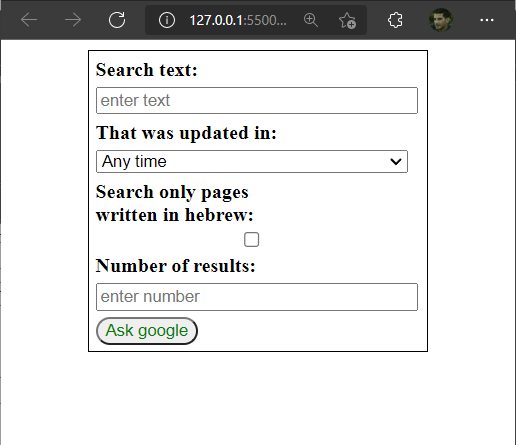 127.0.0.1:5500...
Search text:
enter text
That was updated in:
Any time
Search only pages
written in hebrew:
Number of results:
enter number
Ask google